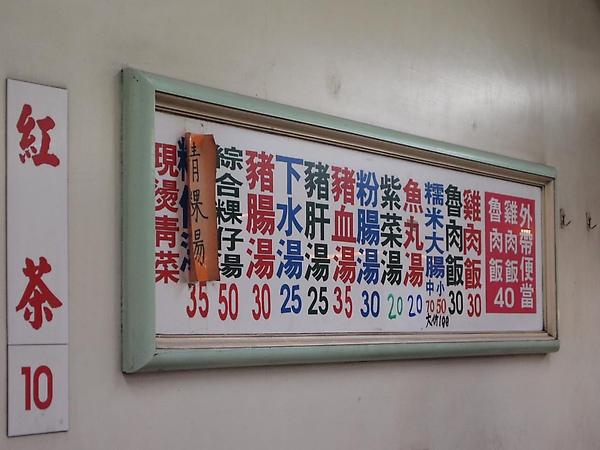 外帶便當
雞肉飯
魯肉飯
40
雞肉飯 30
魯肉飯 30
糯米大腸
小50
中70
魚丸湯 20
紫菜湯 20
粉腸湯 30
豬血湯 35
豬肝湯 25
下水湯 25
豬腸湯 30
綜合粿子湯 50
青粿湯
35
現燙青菜
紅茶
10